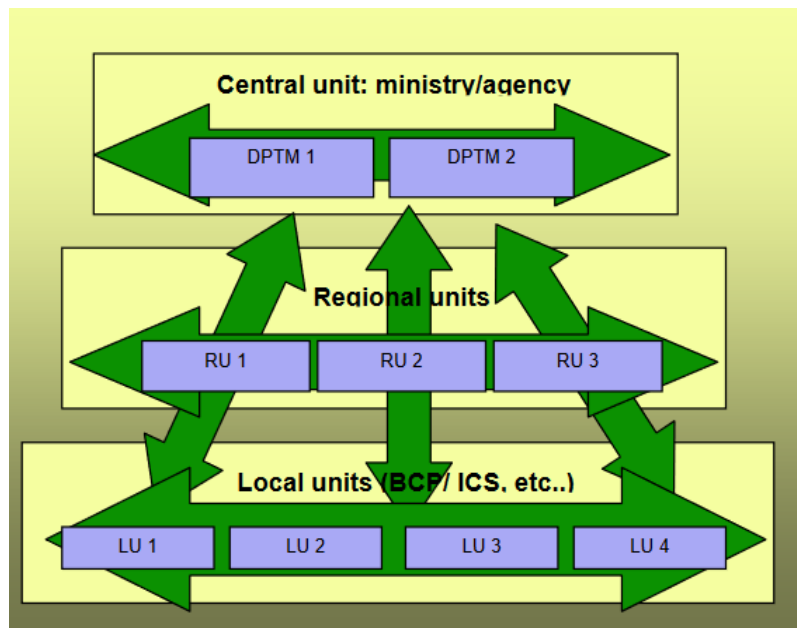 Central unit: ministry/agency
DPTM 1
DPTM 2
Regional units
RU 1
RU 2
RU 3
Local units (BCP/ ICS, etc..)
LU 1
LU 2
LU 3
LU 4